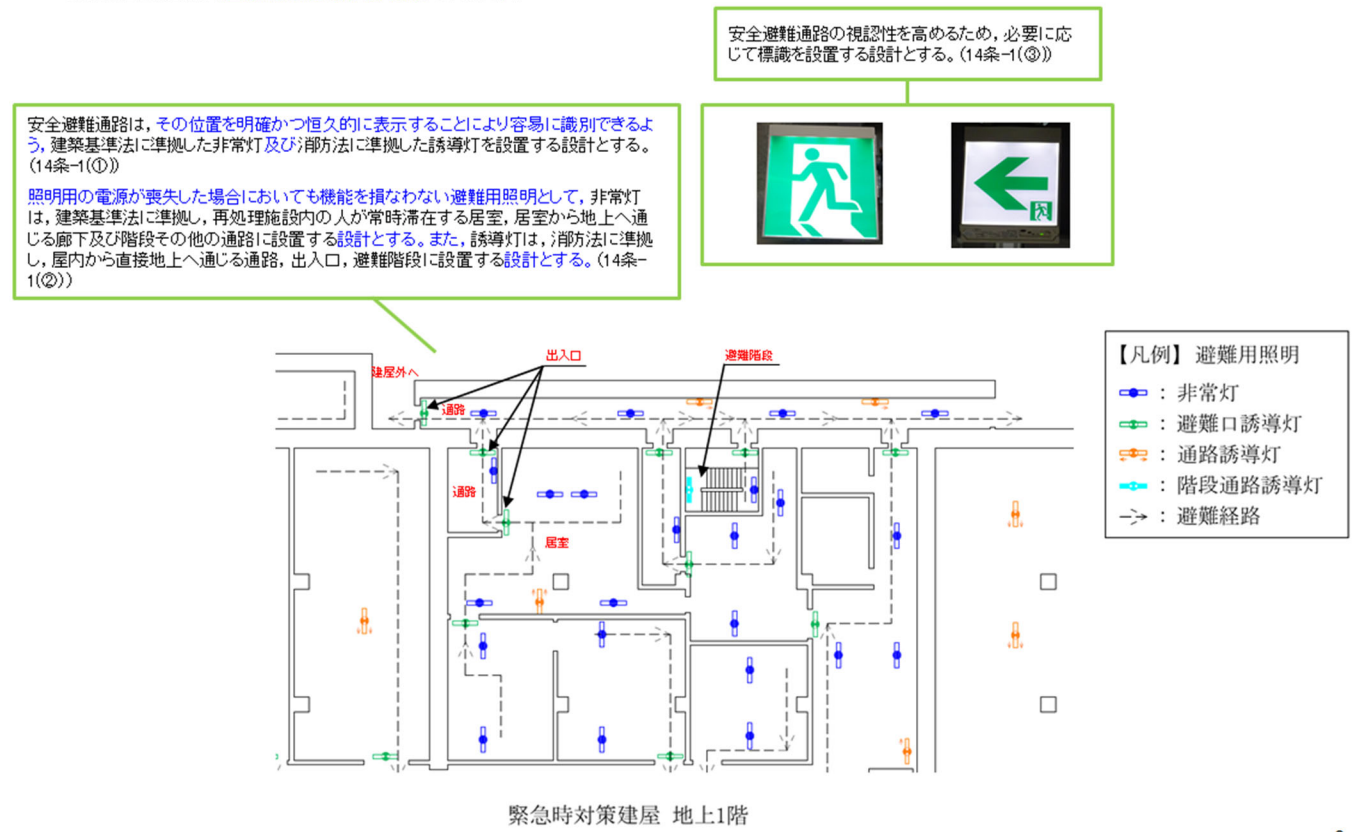 安全避難通路の視認性を高めるため，必要に応
じて標識を設置する設計とする。（14条-1(③)）
安全避難通路は，その位置を明確かつ恒久的に表示することにより容易に識別できるよ
う，建築基準法に準拠した非常灯及び消防法に準拠した誘導灯を設置する設計とする。
（14条-1(①)）
照明用の電源が喪失した場合においても機能を損なわない避難用照明として，非常灯
は，建築基準法に準拠し，再処理施設内の人が常時滞在する居室，居室から地上へ通
じる廊下及び階段その他の通路に設置する設計とする。また，誘導灯は，消防法に準拠
し，屋内から直接地上へ通じる通路，出入口，避難階段に設置する設計とする。（14条-
1(②)）
出入口
避難階段
建屋外へ
通路
通路
居室
【凡例】避難用照明
：非常灯
：避難口誘導灯
：通路誘導灯
：階段通路誘導灯
：避難経路
緊急時対策建屋 地上1階